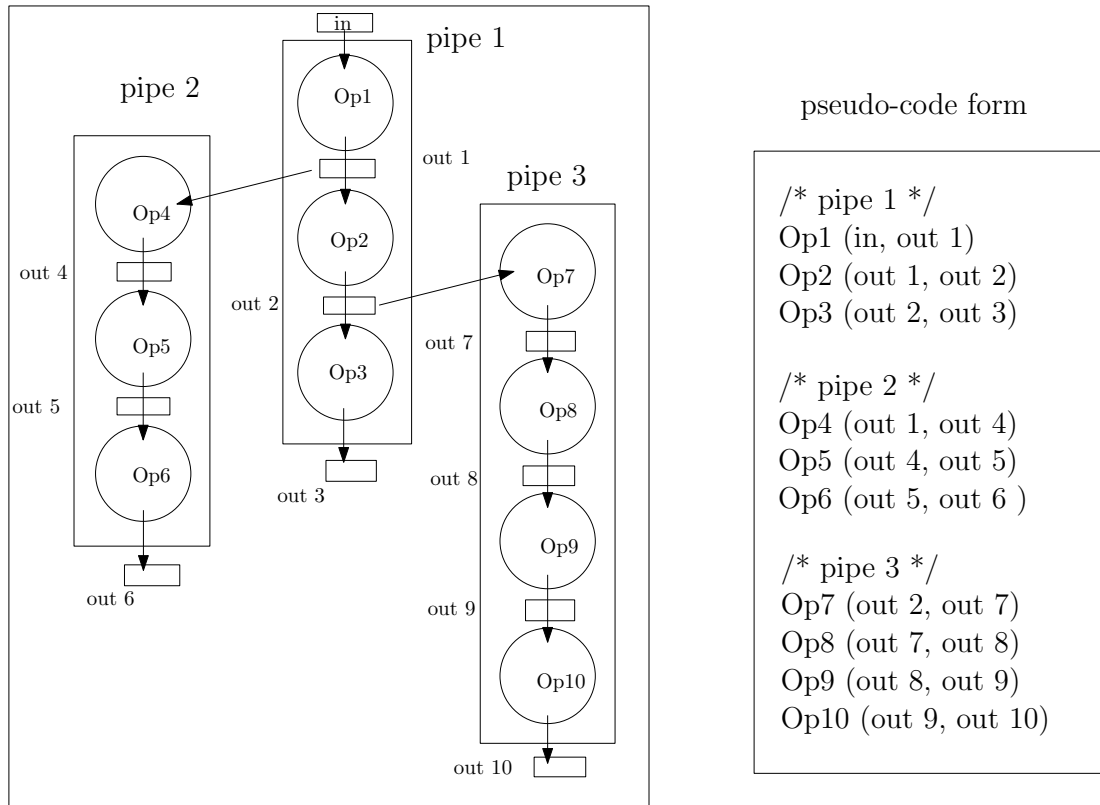 in
pipe 1
pipe 2
Op1
out 1
pipe 3
Op4
Op2
out 4
out 2
Op7
Op5
Op3
out 7
out 5
Op8
Op6
out 3
out 8
Op9
out 6
out 9
Op10
out 10
pseudo-code form
/* pipe 1 */
Op1 (in, out 1)
Op2 (out 1, out 2)
Op3 (out 2, out 3)
/* pipe 2 */
Op4 (out 1, out 4)
Op5 (out 4, out 5)
Op6 (out 5, out 6 )
/* pipe 3 */
Op7 (out 2, out 7)
Op8 (out 7, out 8)
Op9 (out 8, out 9)
Op10 (out 9, out 10)